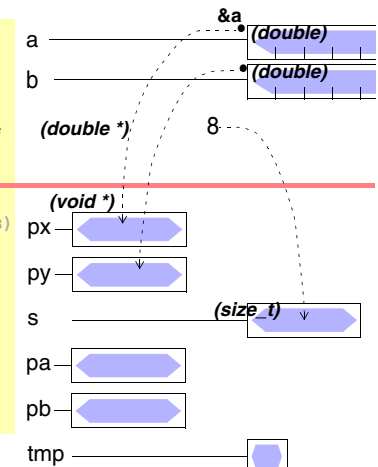 &a
a (double)
b (double)
(double *) 8
(void *)
px
py
s (size_t)
pa
pb
tmp